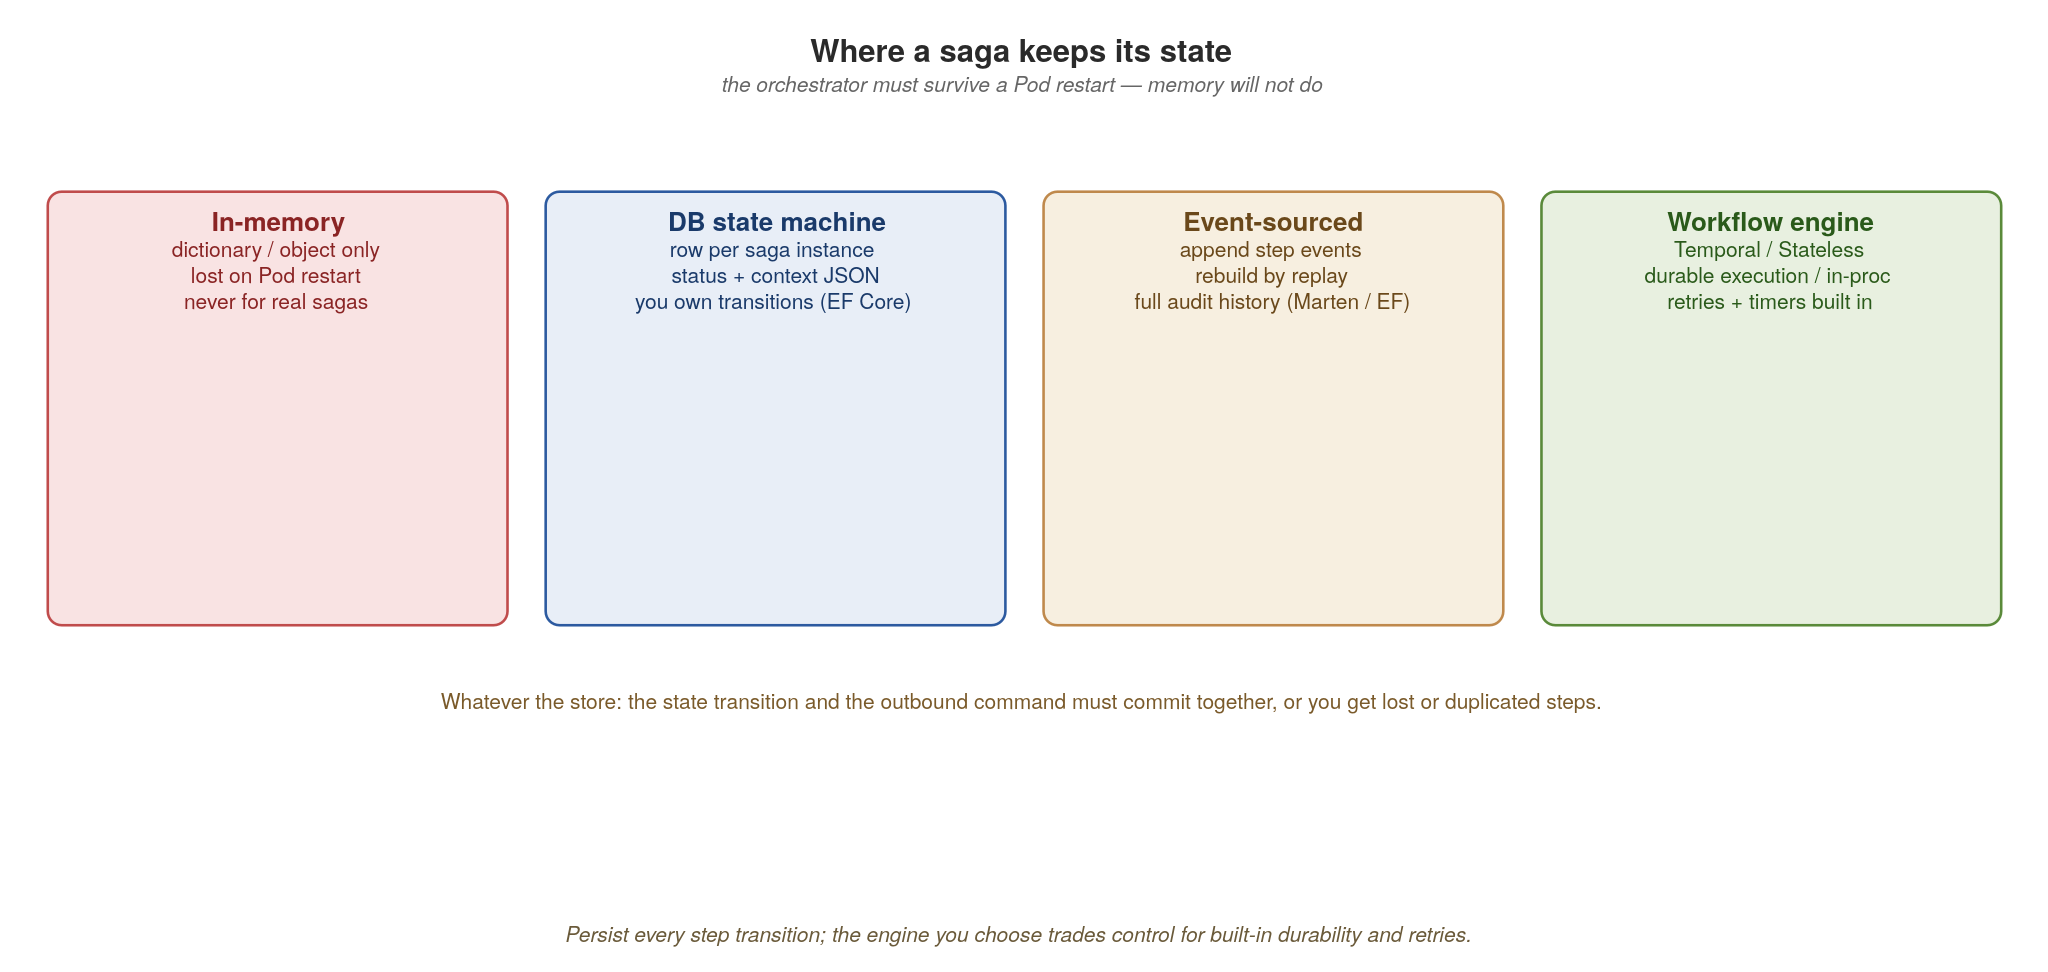 Where a saga keeps its state
the orchestrator must survive a Pod restart — memory will not do
In-memory
dictionary / object only
lost on Pod restart
never for real sagas
DB state machine
row per saga instance
status + context JSON
you own transitions (EF Core)
Event-sourced
append step events
rebuild by replay
full audit history (Marten / EF)
Workflow engine
Temporal / Stateless
durable execution / in-proc
retries + timers built in
Whatever the store: the state transition and the outbound command must commit together, or you get lost or duplicated steps.
Persist every step transition; the engine you choose trades control for built-in durability and retries.